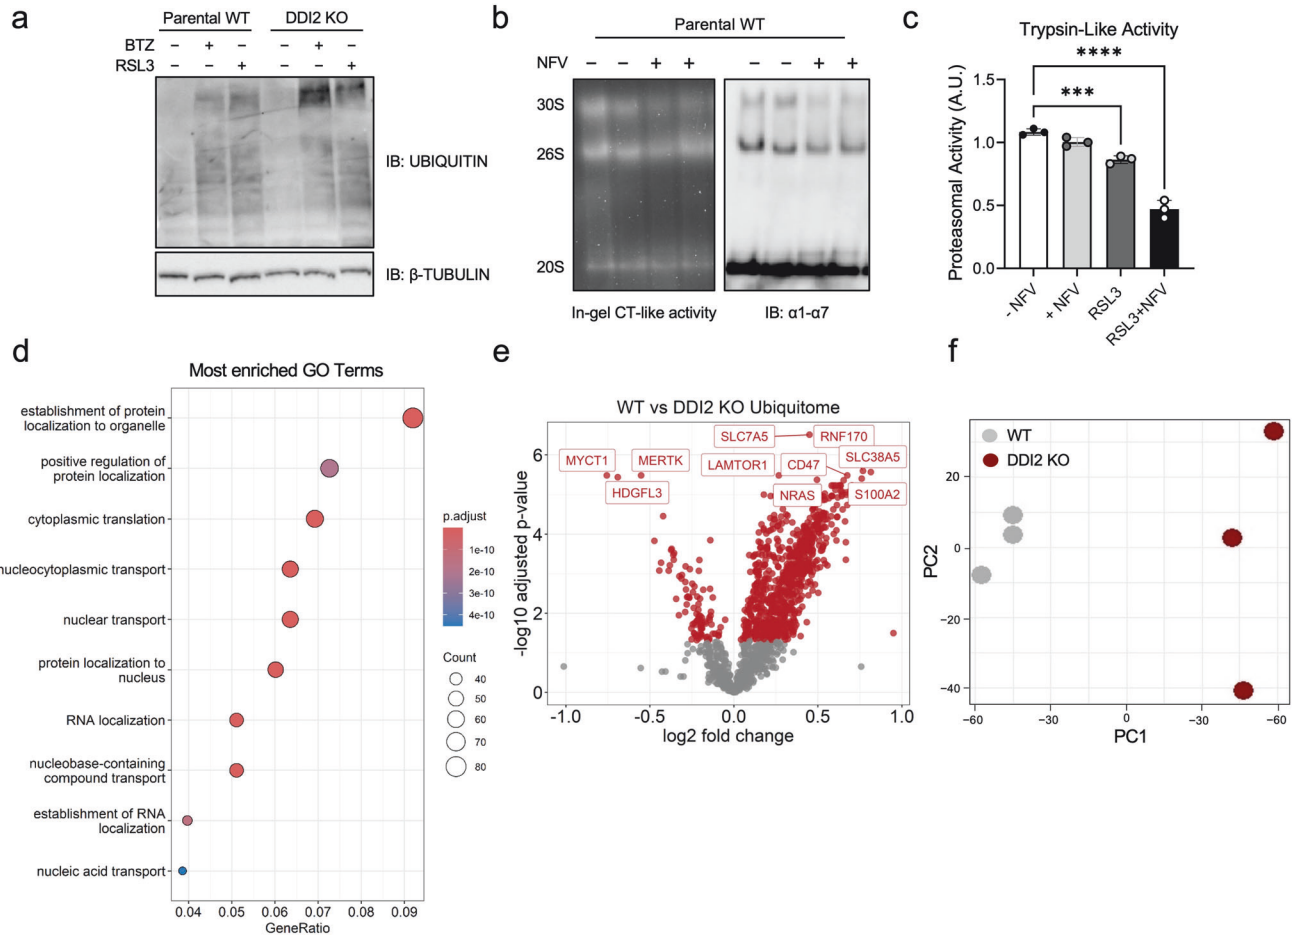 a
Parental WT DDI2 KO
BTZ - + - - + -
RSL3 - - + - - +
IB: UBIQUITIN
IB: β-TUBULIN
b
Parental WT
NFV - - + + - - + +
30S
26S
20S
In-gel CT-like activity IB: α1-α7
c
Trypsin-Like Activity
****
***
Proteasomal Activity (A.U.)
1.5
1.0
0.5
0.0
- NFV + NFV RSL3 RSL3+NFV
d
Most enriched GO Terms
establishment of protein
localization to organelle
positive regulation of
protein localization
cytoplasmic translation
nucleocytoplasmic transport
nuclear transport
protein localization to
nucleus
RNA localization
nucleobase-containing
compound transport
establishment of RNA
localization
nucleic acid transport
0.04 0.05 0.06 0.07 0.08 0.09
GeneRatio
p.adjust
1e-10
2e-10
3e-10
4e-10
Count
40
50
60
70
80
e
WT vs DDI2 KO Ubiquitome
SLC7A5 RNF170
MYCT1 MERTK LAMTOR1 CD47 SLC38A5
HDGFL3 NRAS S100A2
-log10 adjusted p-value
6
4
2
0
-1.0 -0.5 0.0 0.5 1.0
log2 fold change
f
WT
DDI2 KO
PC2
20
0
−20
−40
−60 −30 0 −30 −60
PC1